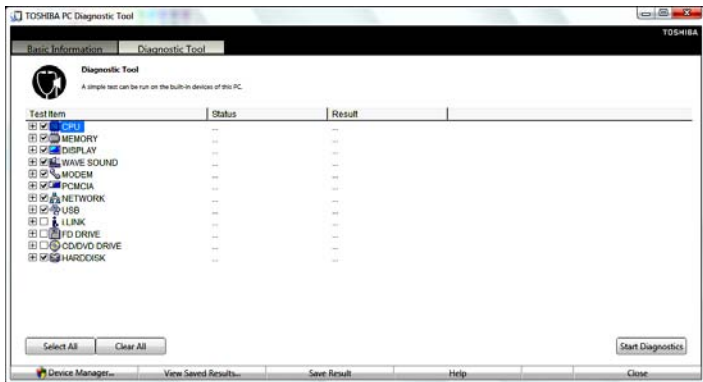 TOSHIBA PC Diagnostic Tool
TOSHIBA
Basic Information Diagnostic Tool
Diagnostic Tool
A simple test can be run on the built-in devices of this PC.
Test Item Status Result
CPU ... ...
MEMORY ... ...
DISPLAY ... ...
WAVE SOUND ... ...
MODEM ... ...
PCMCIA ... ...
NETWORK ... ...
USB ... ...
i.LINK ... ...
FD DRIVE ... ...
CD/DVD DRIVE ... ...
HARDDISK ... ...
Select All Clear All Start Diagnostics
Device Manager... View Saved Results... Save Result Help Close